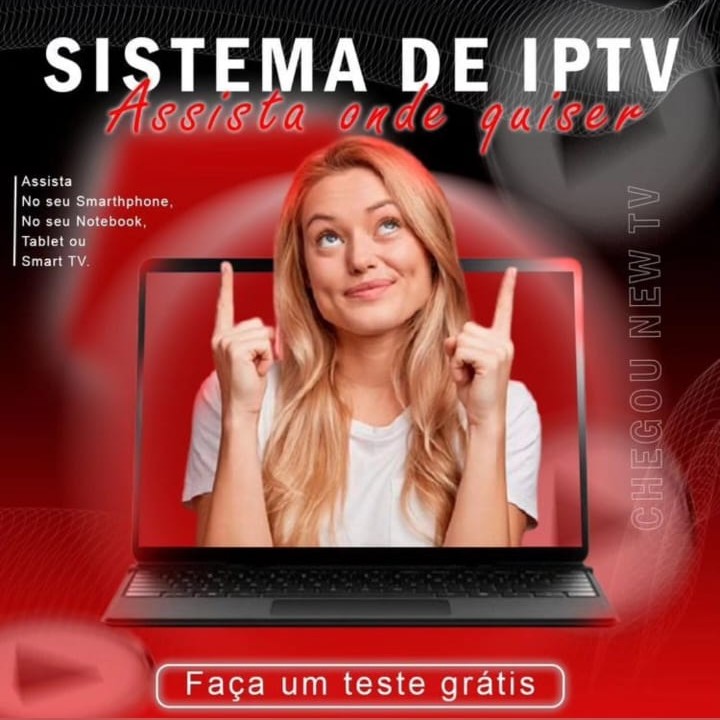 SISTEMA DE IPTV
Assista onde quiser
Assista
No seu Smarthphone,
No seu Notebook,
Tablet ou
Smart TV.
CHEGOU NEW TV
Faça um teste grátis